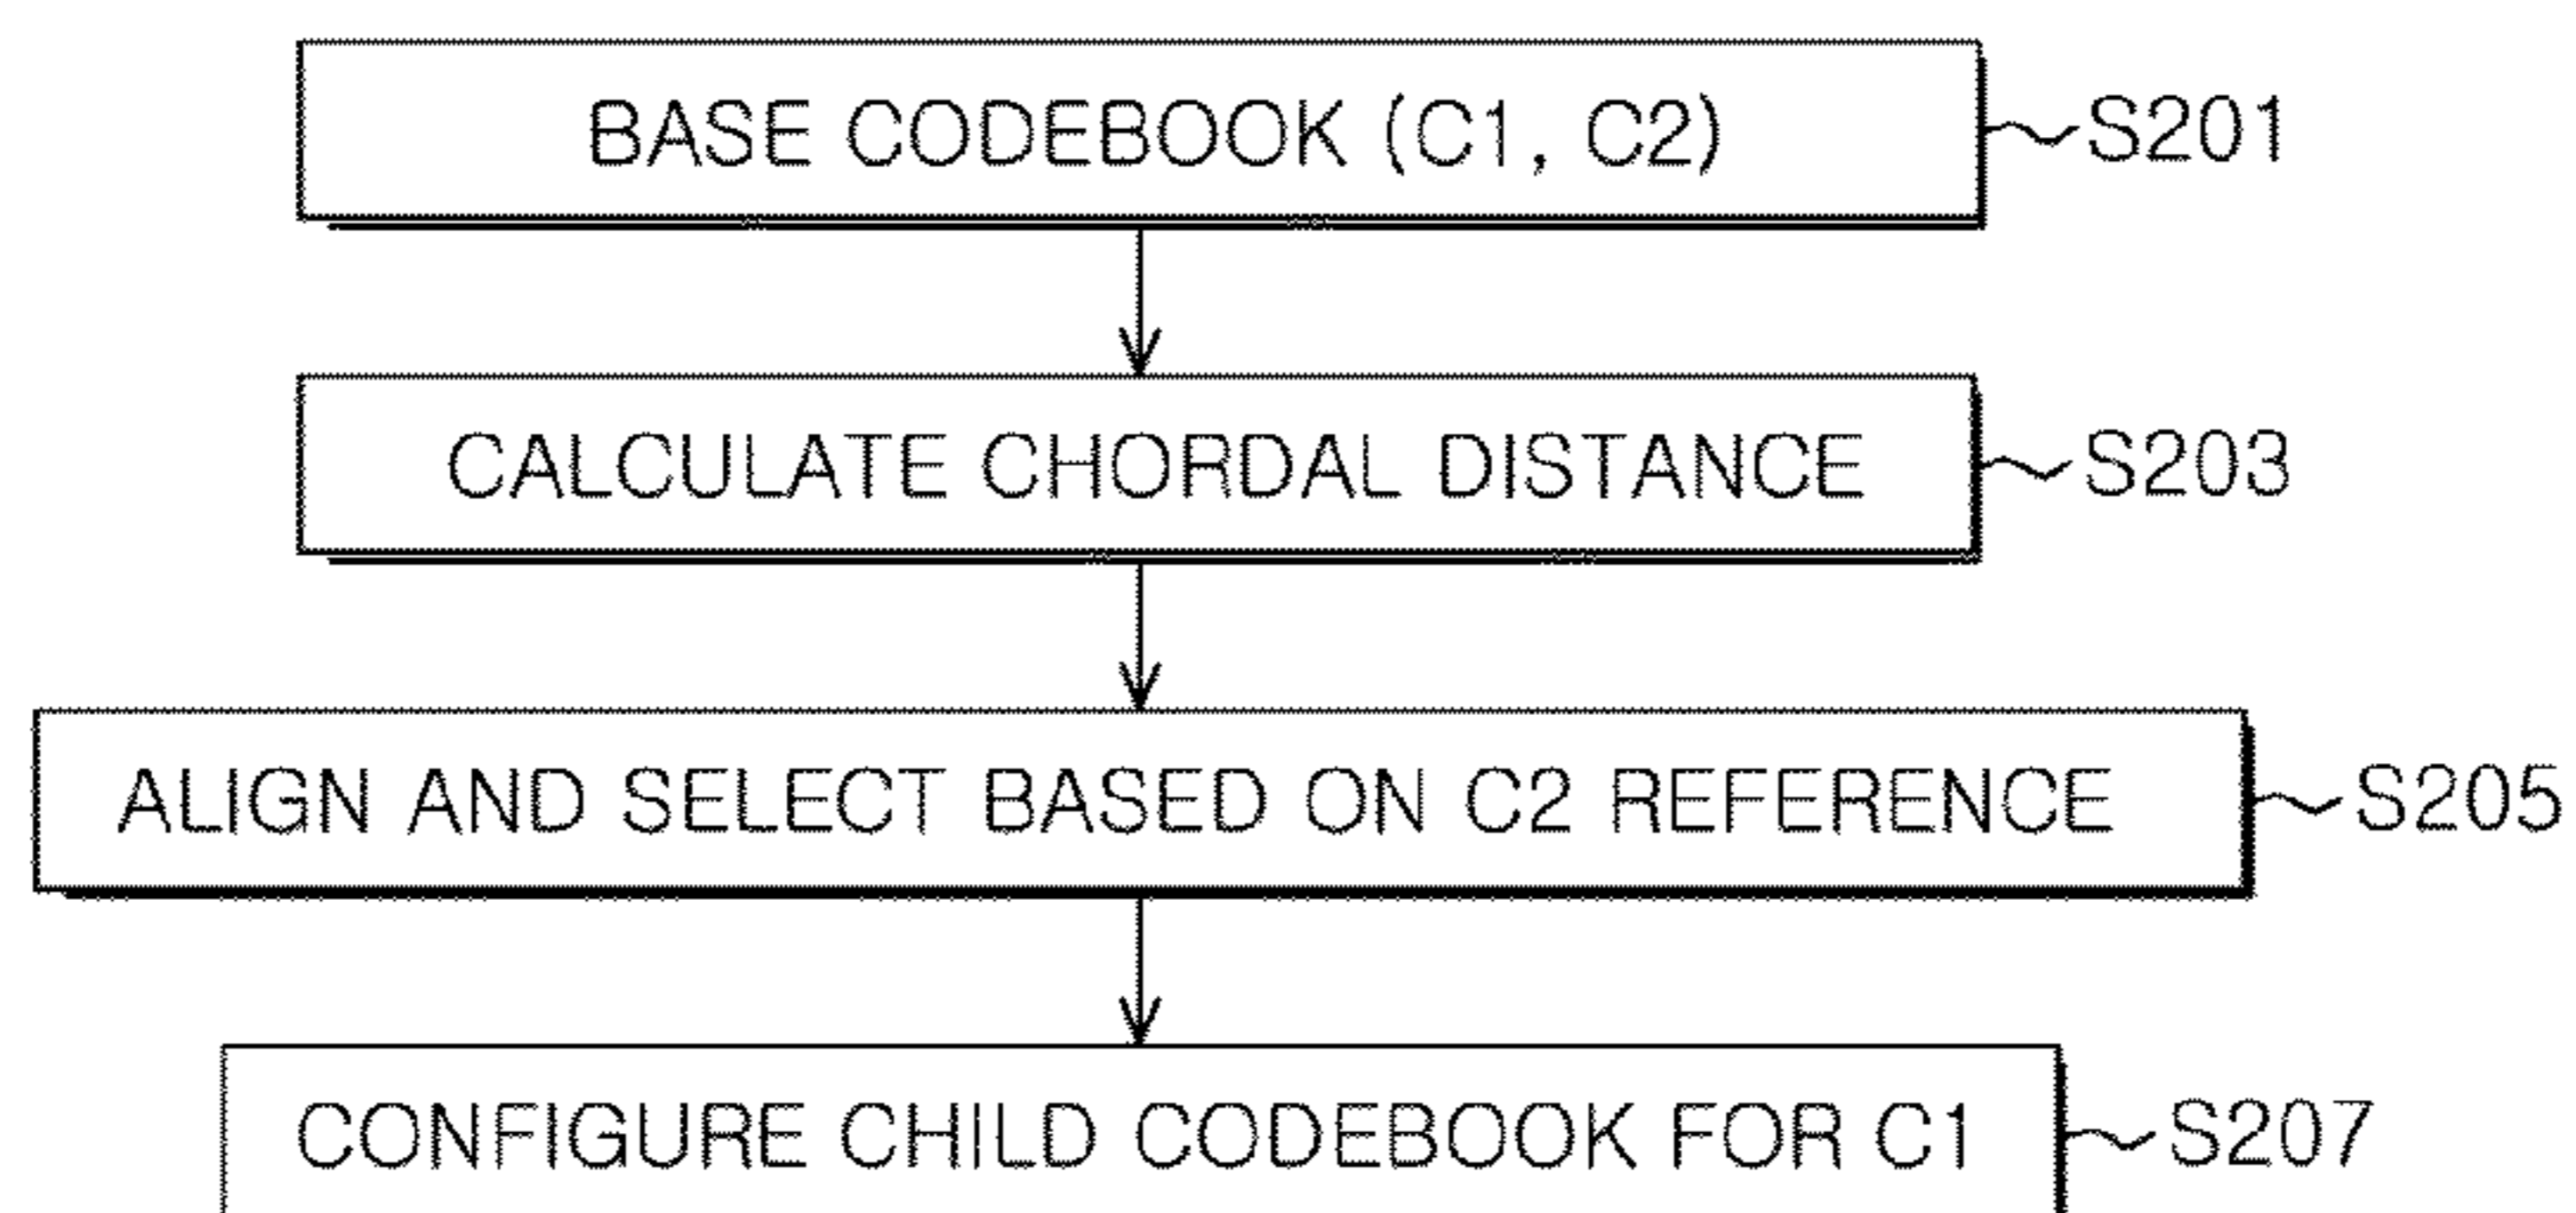 BASE CODEBOOK (C1, C2) S201
CALCULATE CHORDAL DISTANCE S203
ALIGN AND SELECT BASED ON C2 REFERENCE S205
CONFIGURE CHILD CODEBOOK FOR C1 S207